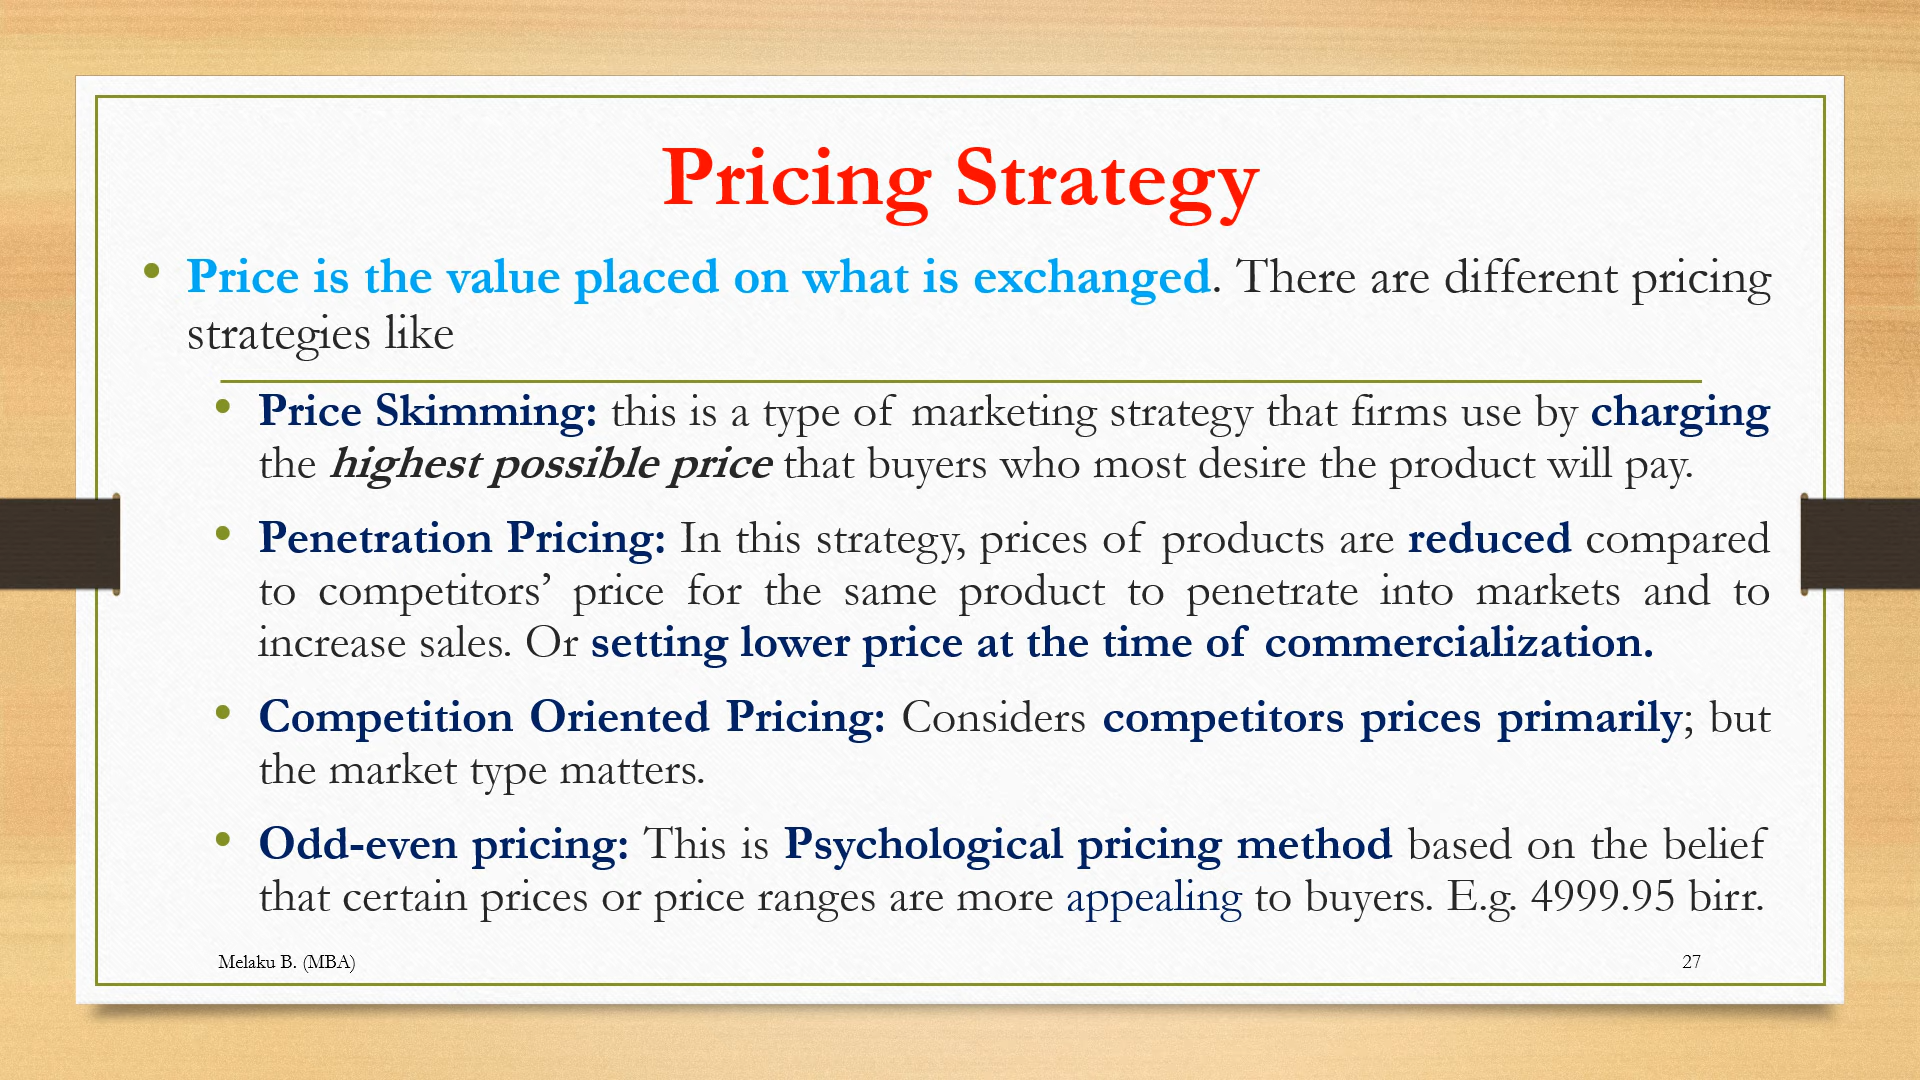 Pricing Strategy
• Price is the value placed on what is exchanged. There are different pricing
strategies like
• Price Skimming: this is a type of marketing strategy that firms use by charging
the highest possible price that buyers who most desire the product will pay.
• Penetration Pricing: In this strategy, prices of products are reduced compared
to competitors’ price for the same product to penetrate into markets and to
increase sales. Or setting lower price at the time of commercialization.
• Competition Oriented Pricing: Considers competitors prices primarily; but
the market type matters.
• Odd-even pricing: This is Psychological pricing method based on the belief
that certain prices or price ranges are more appealing to buyers. E.g. 4999.95 birr.
Melaku B. (MBA)
27